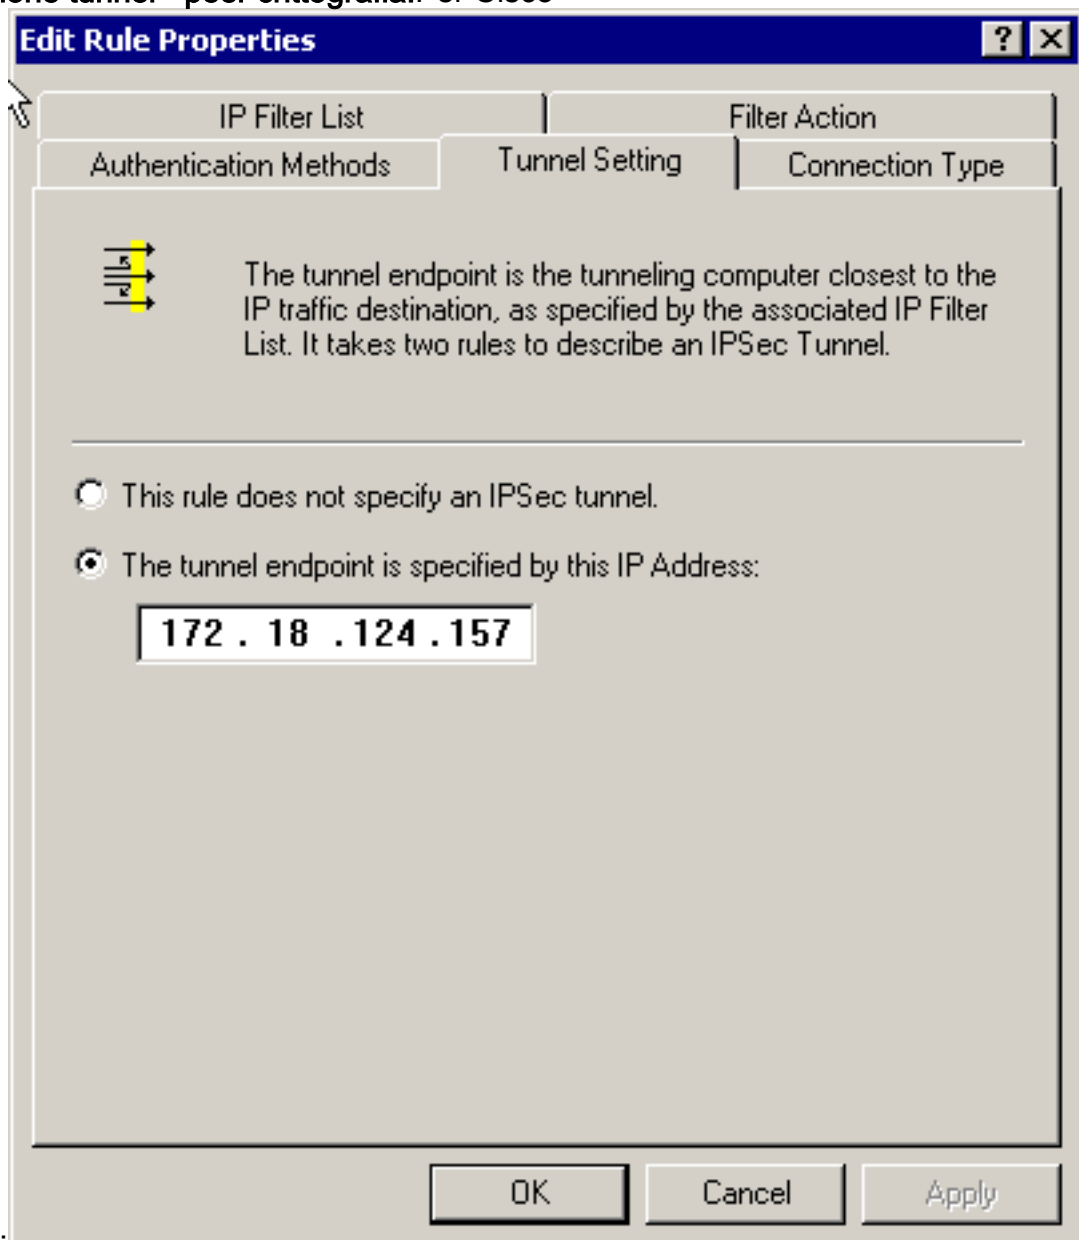 tunnel - peer crittografia
Edit Rule Properties
IP Filter List
Filter Action
Authentication Methods
Tunnel Setting
Connection Type
The tunnel endpoint is the tunneling computer closest to the
IP traffic destination, as specified by the associated IP Filter
List. It takes two rules to describe an IPSec Tunnel.
This rule does not specify an IPSec tunnel.
The tunnel endpoint is specified by this IP Address:
172 . 18 . 124 . 157
OK
Cancel
Apply
.